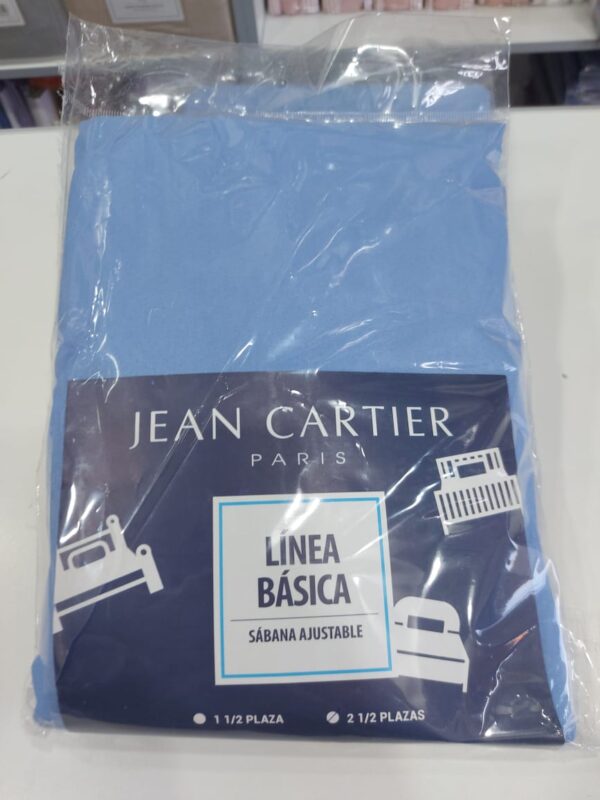 JEAN CARTIER
PARIS
LÍNEA
BÁSICA
SÁBANA AJUSTABLE
1 1/2 PLAZA
2 1/2 PLAZAS